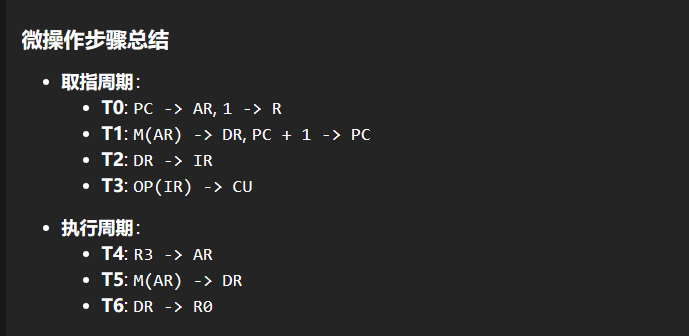 微操作步骤总结
取指周期:
T0: PC -> AR, 1 -> R
T1: M(AR) -> DR, PC + 1 -> PC
T2: DR -> IR
T3: OP(IR) -> CU
执行周期:
T4: R3 -> AR
T5: M(AR) -> DR
T6: DR -> R0